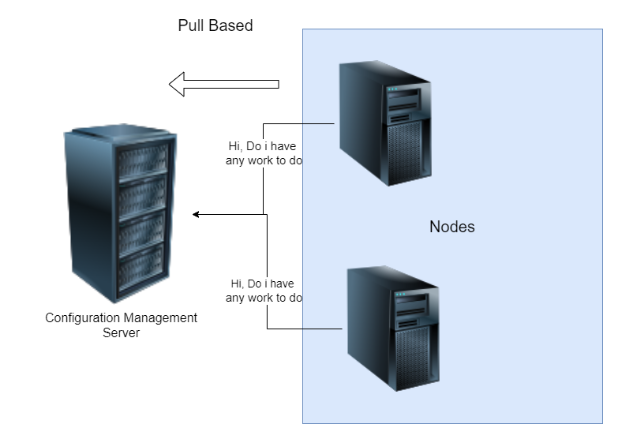 Pull Based
Hi, Do i have
any work to do
Nodes
Hi, Do i have
any work to do
Configuration Management
Server